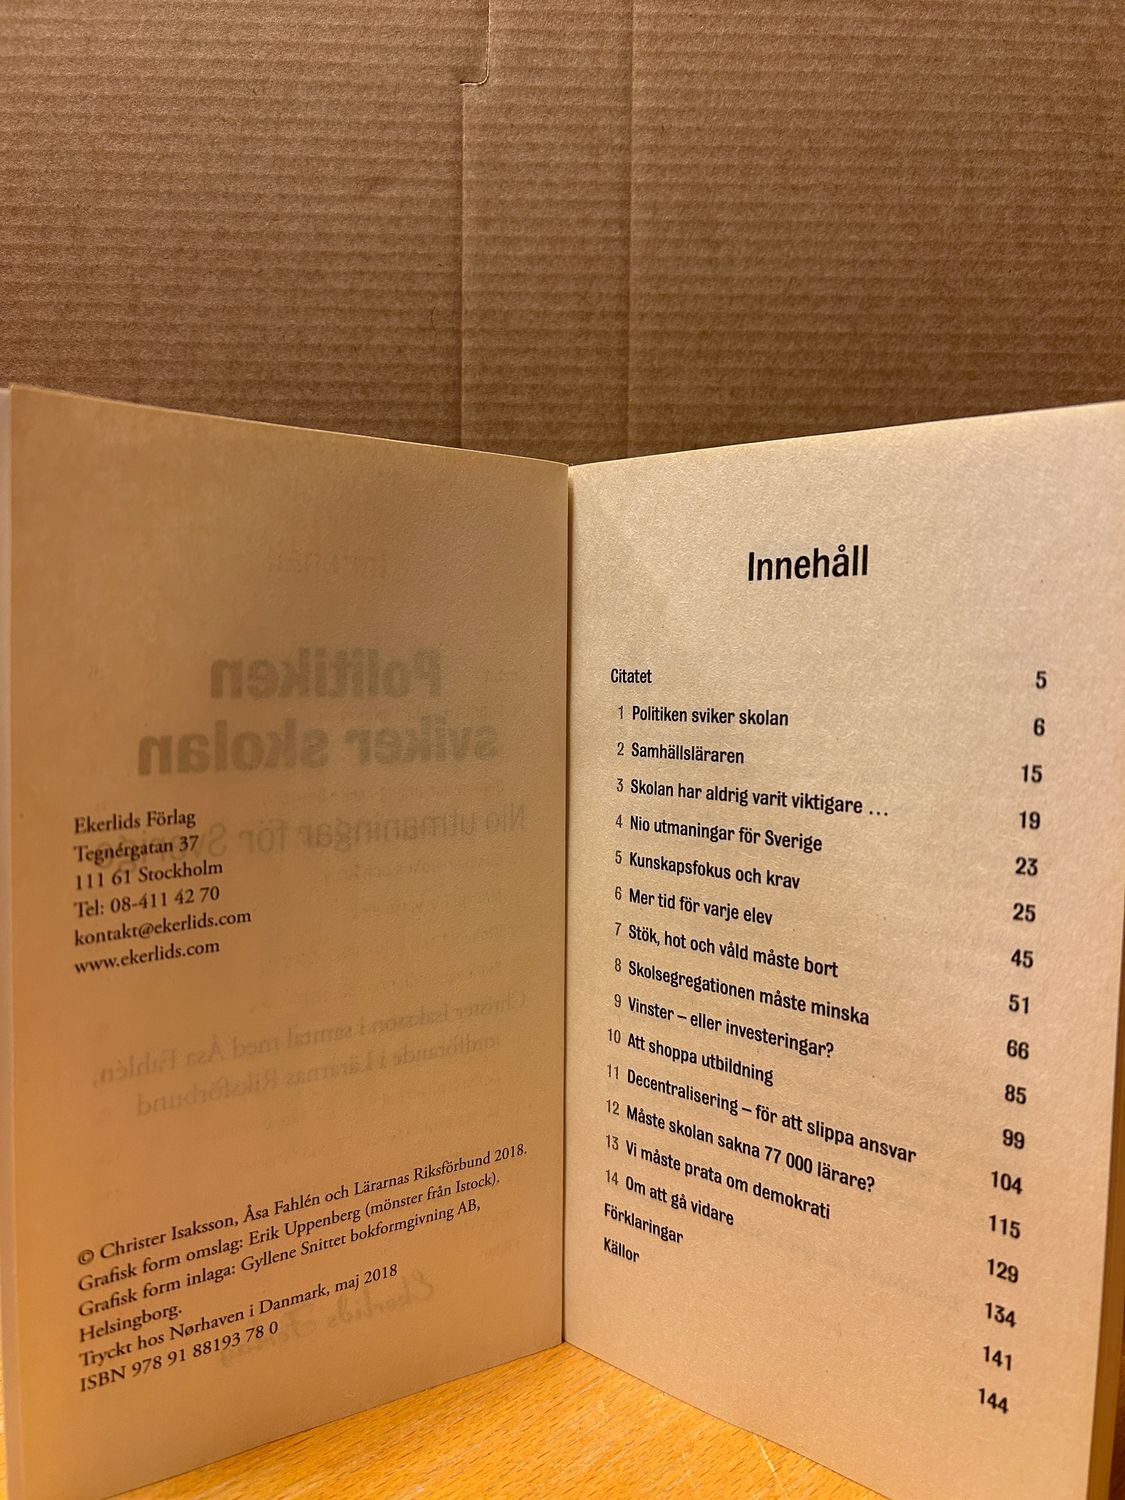 Ekerlids Förlag
Tegnérgatan 37
111 61 Stockholm
Tel: 08-411 42 70
kontakt@ekerlids.com
www.ekerlids.com
© Christer Isaksson, Åsa Fahlén och Lärarnas Riksförbund 2018.
Grafisk form omslag: Erik Uppenberg (mönster från Istock).
Grafisk form inlaga: Gyllene Snittet bokformgivning AB,
Helsingborg.
Tryckt hos Nørhaven i Danmark, maj 2018
ISBN 978 91 88193 78 0
Innehåll
Citatet 5
1 Politiken sviker skolan 6
2 Samhällsläraren 15
3 Skolan har aldrig varit viktigare … 19
4 Nio utmaningar för Sverige 23
5 Kunskapsfokus och krav 25
6 Mer tid för varje elev 45
7 Stök, hot och våld måste bort 51
8 Skolsegregationen måste minska 66
9 Vinster – eller investeringar? 85
10 Att shoppa utbildning 99
11 Decentralisering – för att slippa ansvar 104
12 Måste skolan sakna 77 000 lärare? 115
13 Vi måste prata om demokrati 129
14 Om att gå vidare 134
Förklaringar 141
Källor 144